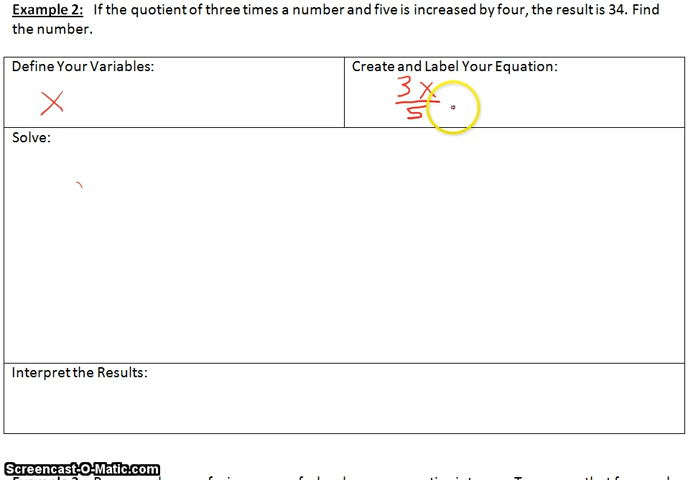 Example 2: If the quotient of three times a number and five is increased by four, the result is 34. Find
the number.
Define Your Variables:
Create and Label Your Equation:
x
3x
5
Solve:
Interpret the Results:
Screencast-O-Matic.com